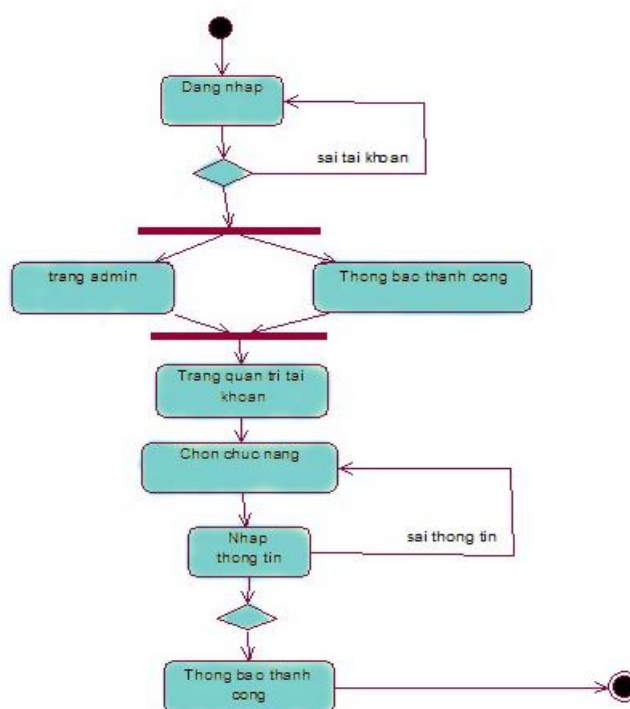 Dang nhap
sai tai khoan
trang admin
Thong bao thanh cong
Trang quan tri tai
khoan
Chon chuc nang
Nhap
thong tin
sai thong tin
Thong bao thanh
cong